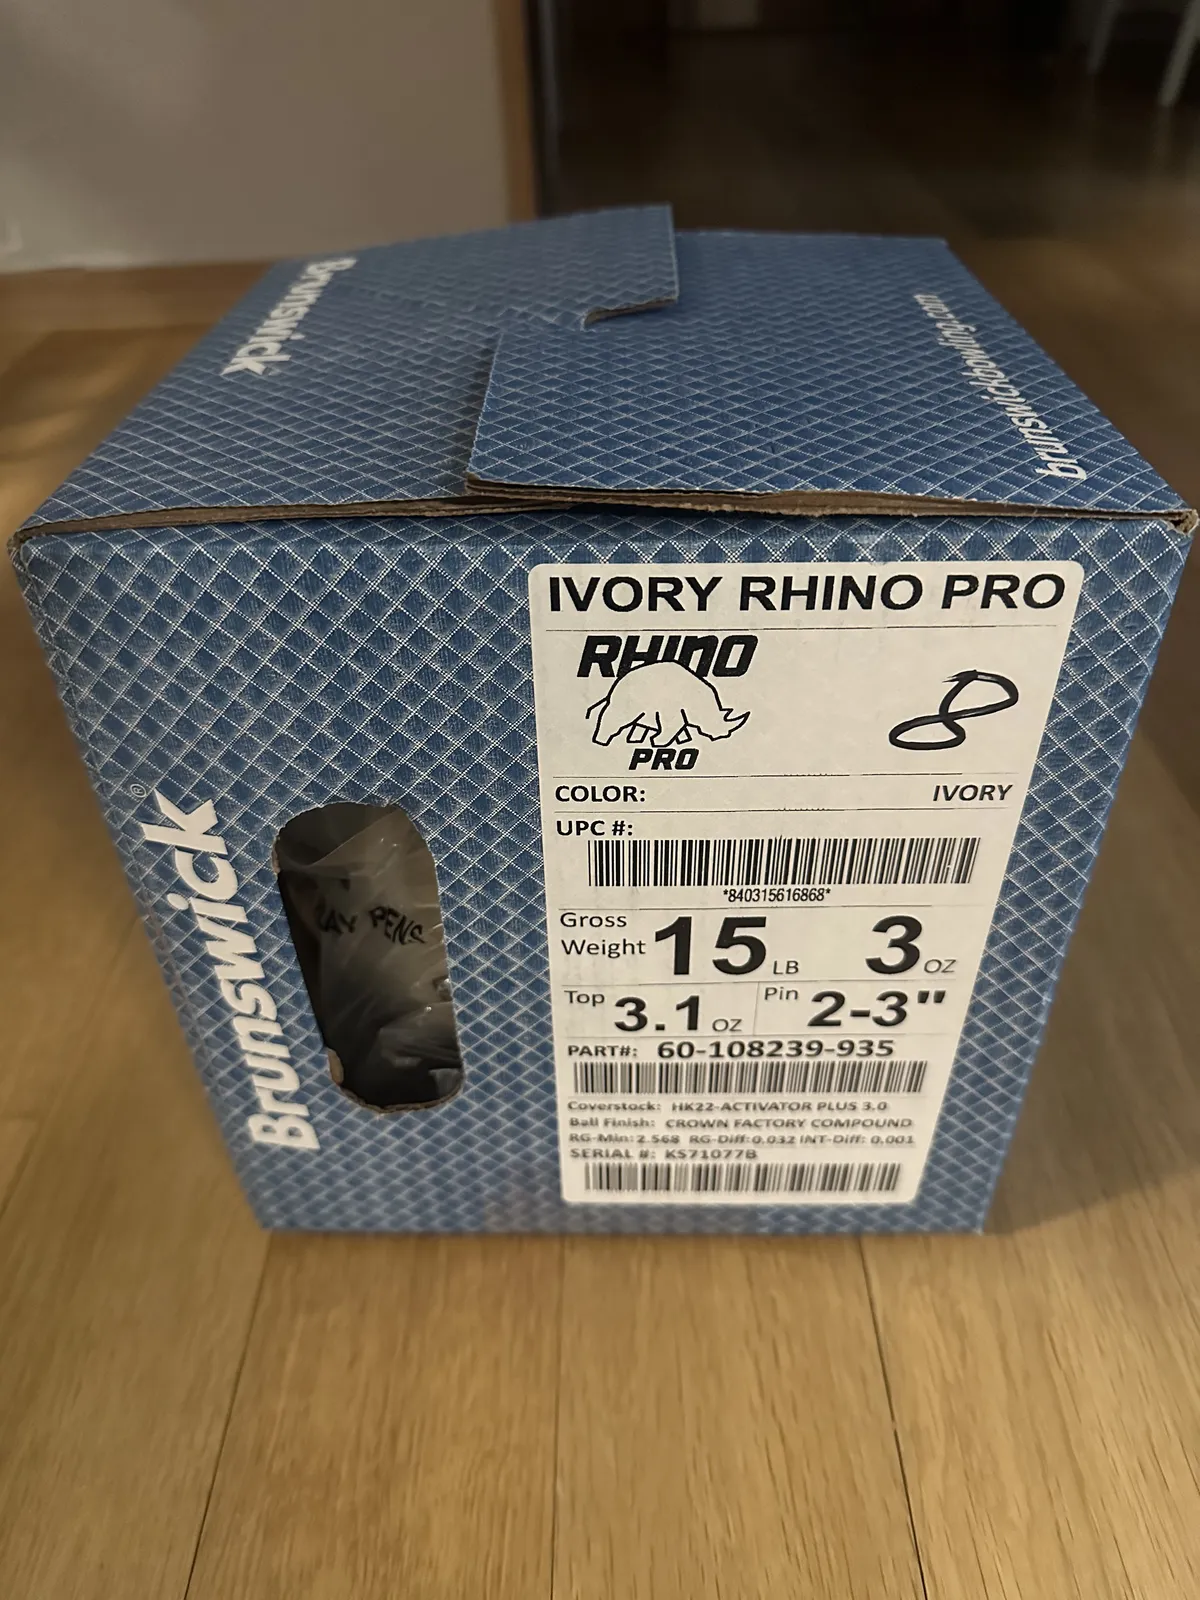 Brunswick
brunswickbowling.com
Brunswick®
IVORY RHINO PRO
RHINO
PRO
8
COLOR: IVORY
UPC #:
*840315616868*
Gross Weight 15 LB 3 OZ
Top 3.1 OZ Pin 2-3"
PART#: 60-108239-935
Coverstock: HK22-ACTIVATOR PLUS 3.0
Ball Finish: CROWN FACTORY COMPOUND
RG-Min: 2.568 RG-Diff: 0.032 INT-Diff: 0.001
SERIAL #: KS71077B